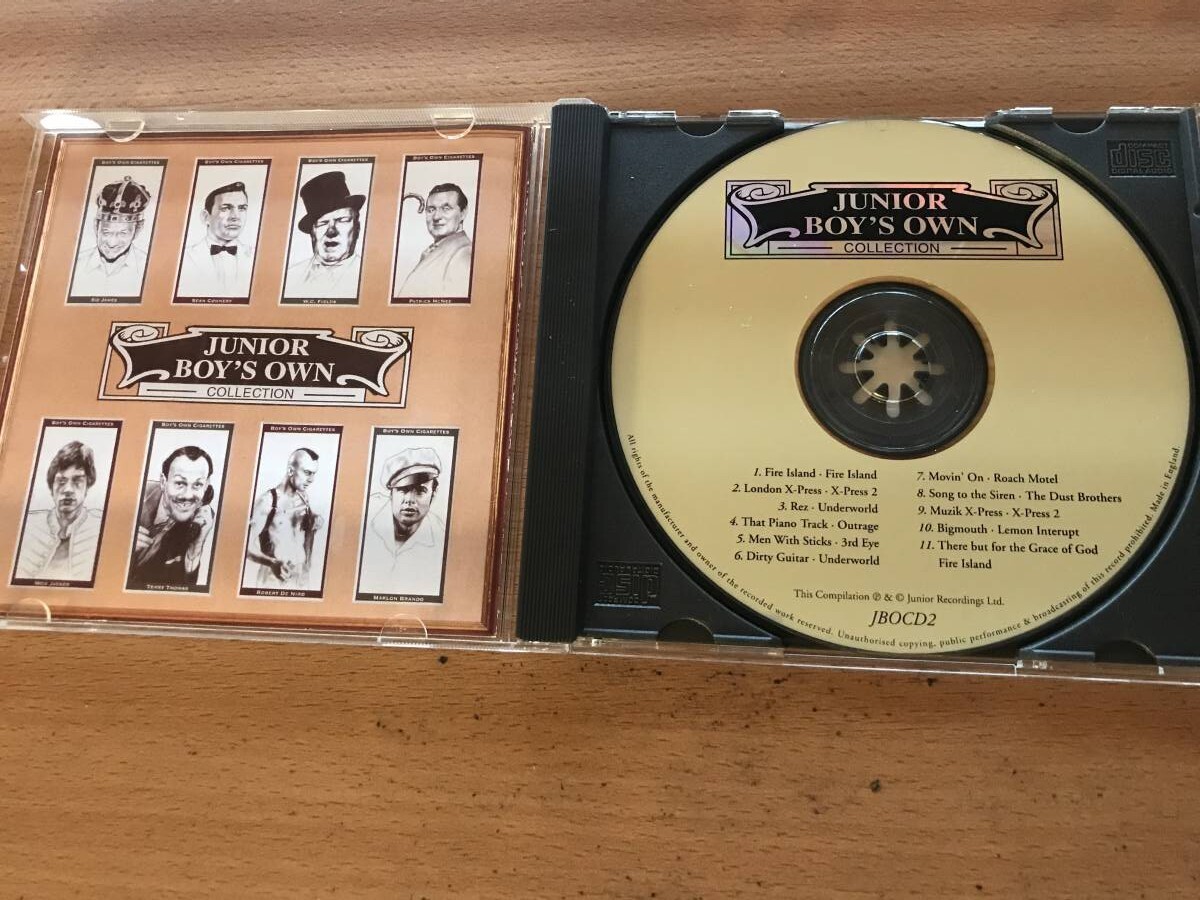 BOY'S OWN CIGARETTES
BOY'S OWN CIGARETTES
BOY'S OWN CIGARETTES
BOY'S OWN CIGARETTES
SID JAMES
SEAN CONNERY
W.C. FIELDS
PATRICK MCNEE
JUNIOR
BOY'S OWN
COLLECTION
BOY'S OWN CIGARETTES
BOY'S OWN CIGARETTES
BOY'S OWN CIGARETTES
BOY'S OWN CIGARETTES
MICK JAGGER
TERRY THOMAS
ROBERT DE NIRO
MARLON BRANDO
COMPACT
disc
DIGITAL AUDIO
JUNIOR
BOY'S OWN
COLLECTION
1. Fire Island · Fire Island
2. London X-Press · X-Press 2
3. Rez · Underworld
4. That Piano Track · Outrage
5. Men With Sticks · 3rd Eye
6. Dirty Guitar · Underworld
7. Movin' On · Roach Motel
8. Song to the Siren · The Dust Brothers
9. Muzik X-Press · X-Press 2
10. Bigmouth · Lemon Interupt
11. There but for the Grace of God
Fire Island
This Compilation ℗ & © Junior Recordings Ltd.
JBOCD2
All rights of the manufacturer and owner of the recorded work reserved. Unauthorised copying, public performance & broadcasting of this record prohibited. Made in England.